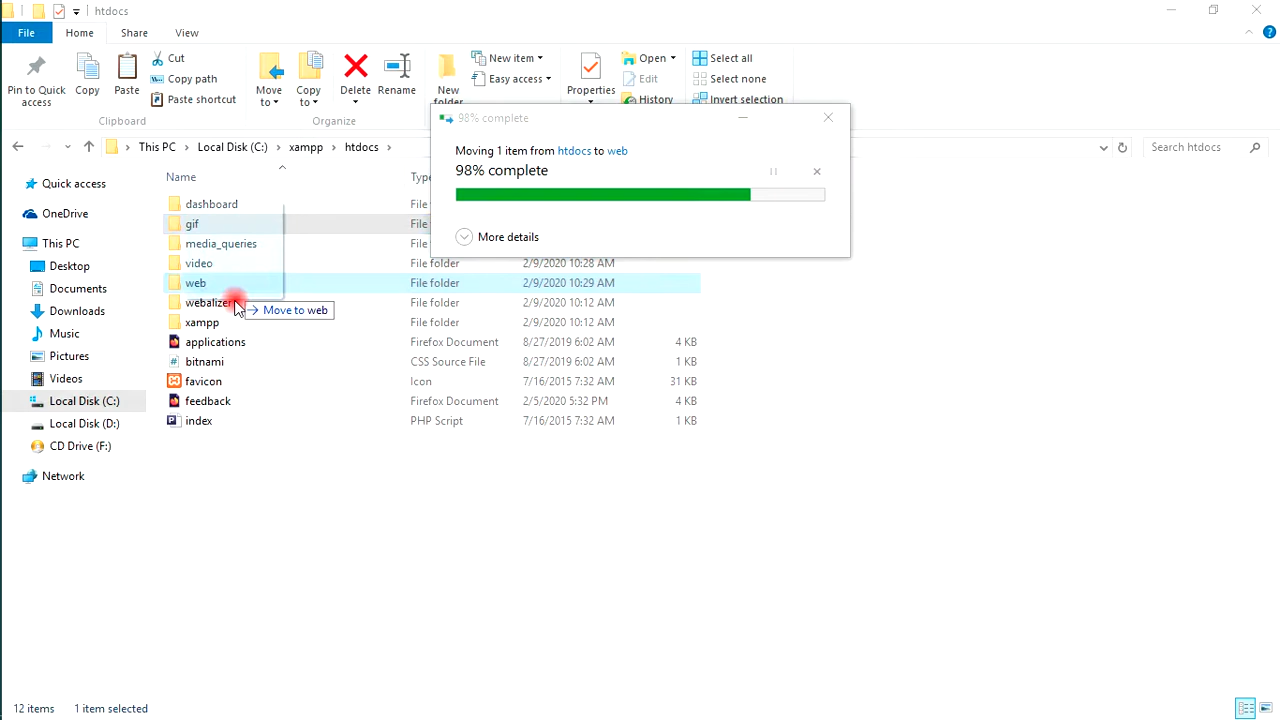 htdocs
File Home Share View
Pin to Quick access
Copy
Paste
Cut
Copy path
Paste shortcut
Clipboard
Move to
Copy to
Delete
Rename
Organize
New folder
New item
Easy access
Properties
Open
Edit
History
Select all
Select none
Invert selection
98% complete
Moving 1 item from htdocs to web
98% complete
More details
This PC Local Disk (C:) xampp htdocs
Search htdocs
Quick access
OneDrive
This PC
Desktop
Documents
Downloads
Music
Pictures
Videos
Local Disk (C:)
Local Disk (D:)
CD Drive (F:)
Network
Name Type
dashboard File
gif File
media_queries File
video File folder 2/9/2020 10:28 AM
web File folder 2/9/2020 10:29 AM
webalizer File folder 2/9/2020 10:12 AM
Move to web
xampp File folder 2/9/2020 10:12 AM
applications Firefox Document 8/27/2019 6:02 AM 4 KB
bitnami CSS Source File 8/27/2019 6:02 AM 1 KB
favicon Icon 7/16/2015 7:32 AM 31 KB
feedback Firefox Document 2/5/2020 5:32 PM 4 KB
index PHP Script 7/16/2015 7:32 AM 1 KB
12 items 1 item selected